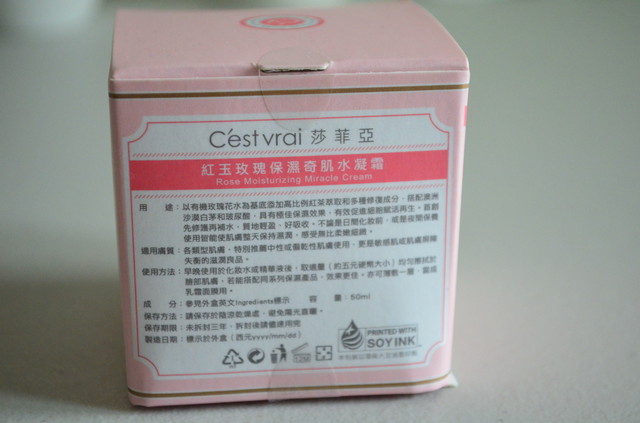 C'est vrai 莎菲亞
紅玉玫瑰保濕奇肌水凝霜
Rose Moisturizing Miracle Cream
用　　途：以有機玫瑰花水為基底添加高比例紅茶萃取和多種修復成分，搭配澳洲
沙漠白茅和玻尿酸，具有極佳保濕效果，有效促進細胞賦活再生。首創
先修護再補水，質地輕盈、好吸收。不論是日間化妝前、或是夜間保養
使用皆能使肌膚整天保持濕潤，感受無比柔嫩細緻。
適用膚質：各類型肌膚，特別推薦中性或偏乾性肌膚使用，更是敏感肌或肌膚頻臨
失衡的滋潤良品。
使用方法：早晚使用於化妝水或精華液後，取適量（約五元硬幣大小）均勻擦拭於
臉部肌膚，若能搭配同系列保濕產品，效果更佳。亦可薄敷一層，當成
乳霜面膜用。
成　　分：參見外盒英文Ingredients標示　容　　量：50ml
保存方法：請保存於陰涼乾燥處，避免陽光直曬。
保存期限：未拆封三年，拆封後請儘速用完
製造日期：標示於外盒（西元yyyy/mm/dd）
12M
PRINTED WITH
SOY INK